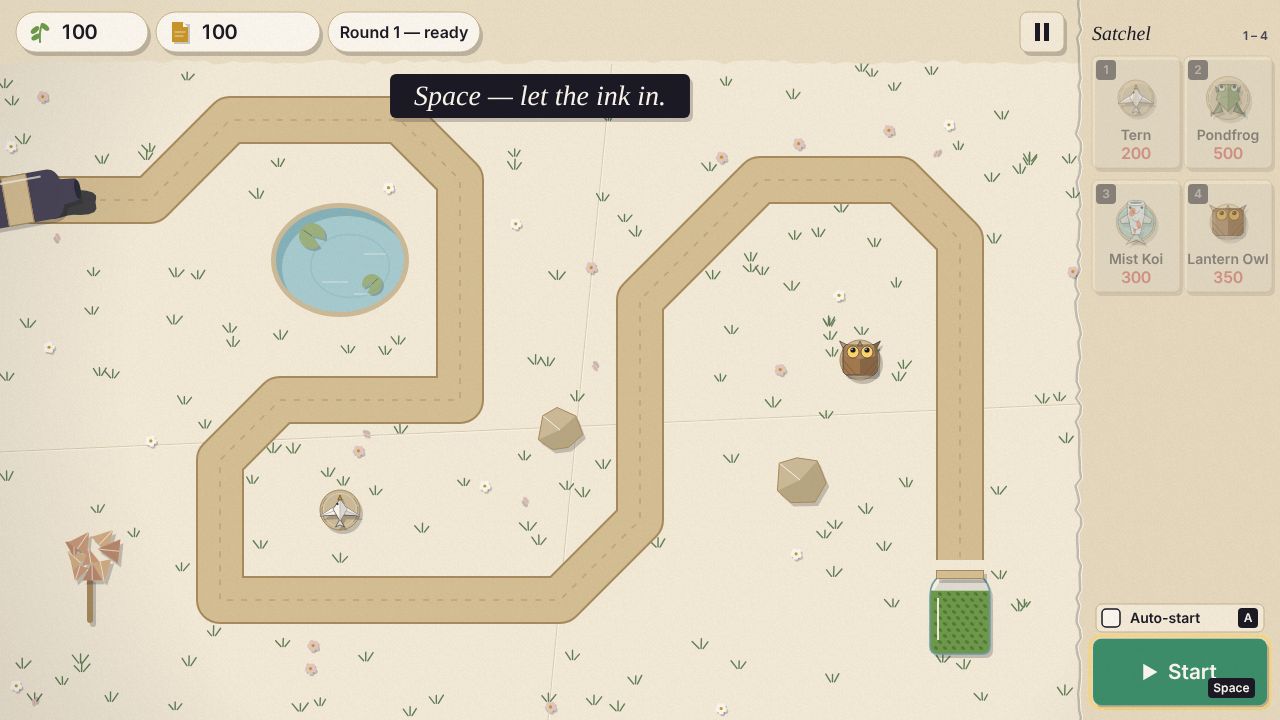 100
100
Round 1 — ready
Space — let the ink in.
Satchel
1 – 4
1
Tern
200
2
Pondfrog
500
3
Mist Koi
300
4
Lantern Owl
350
Auto-start
A
Start
Space